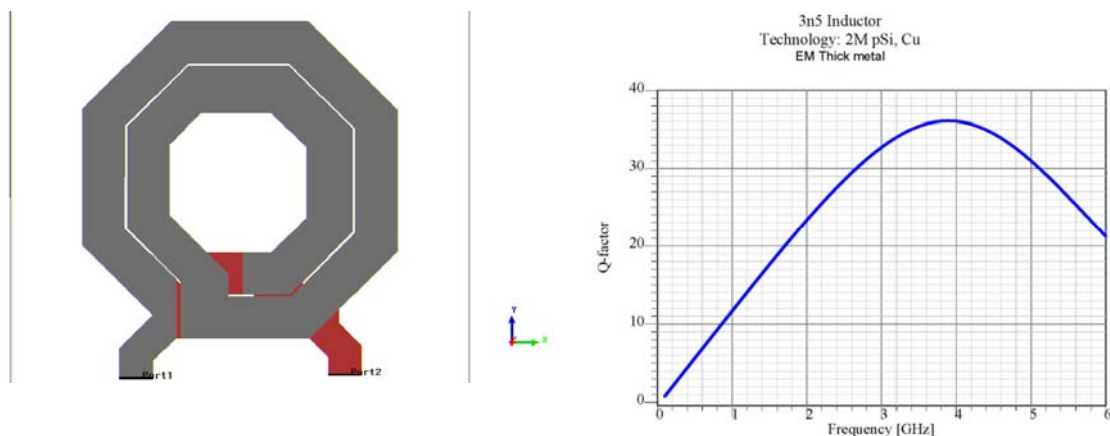 Port1
Port2
Y
X
3n5 Inductor
Technology: 2M pSi, Cu
EM Thick metal
40
30
20
10
0
Q-factor
0 1 2 3 4 5 6
Frequency [GHz]